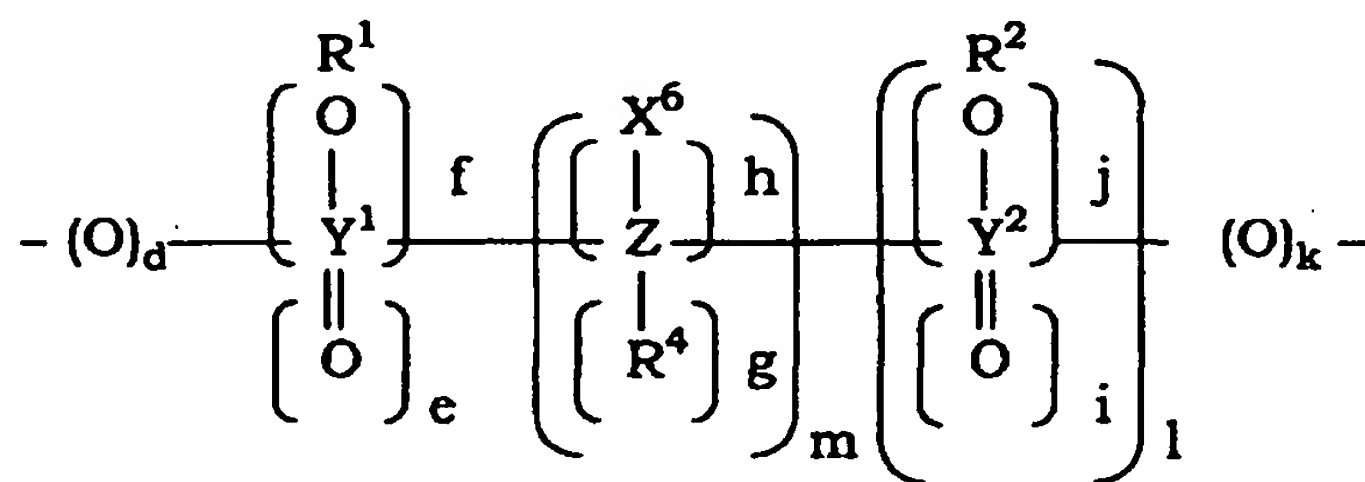 R¹ R²
O X⁶ O
f h j
– (O)d Y¹ Z Y² (O)k –
O R⁴ g O
e m i l